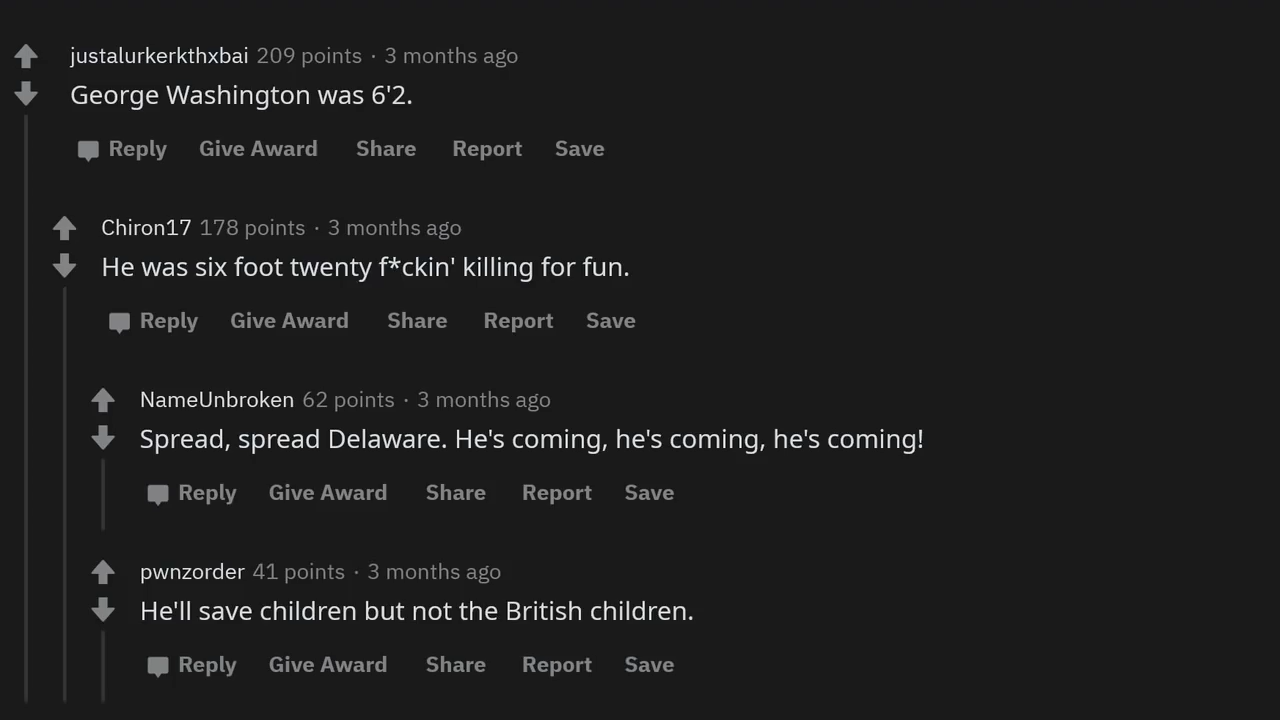 justalurkerkthxbai 209 points · 3 months ago
George Washington was 6'2.
Reply Give Award Share Report Save
Chiron17 178 points · 3 months ago
He was six foot twenty f*ckin' killing for fun.
Reply Give Award Share Report Save
NameUnbroken 62 points · 3 months ago
Spread, spread Delaware. He's coming, he's coming, he's coming!
Reply Give Award Share Report Save
pwnzorder 41 points · 3 months ago
He'll save children but not the British children.
Reply Give Award Share Report Save